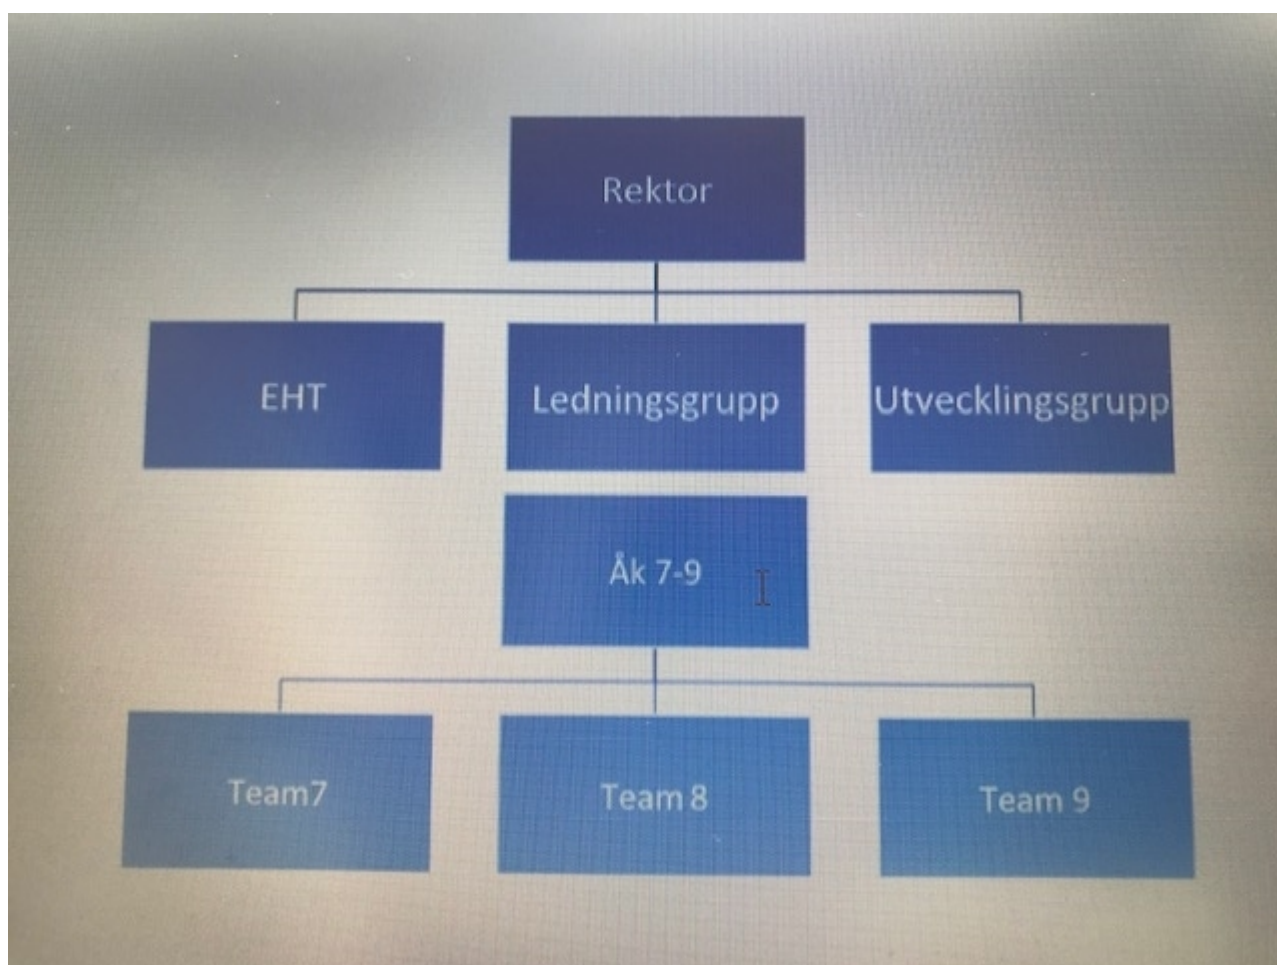 Rektor
EHT
Ledningsgrupp
Utvecklingsgrupp
Åk 7-9
Team7
Team 8
Team 9